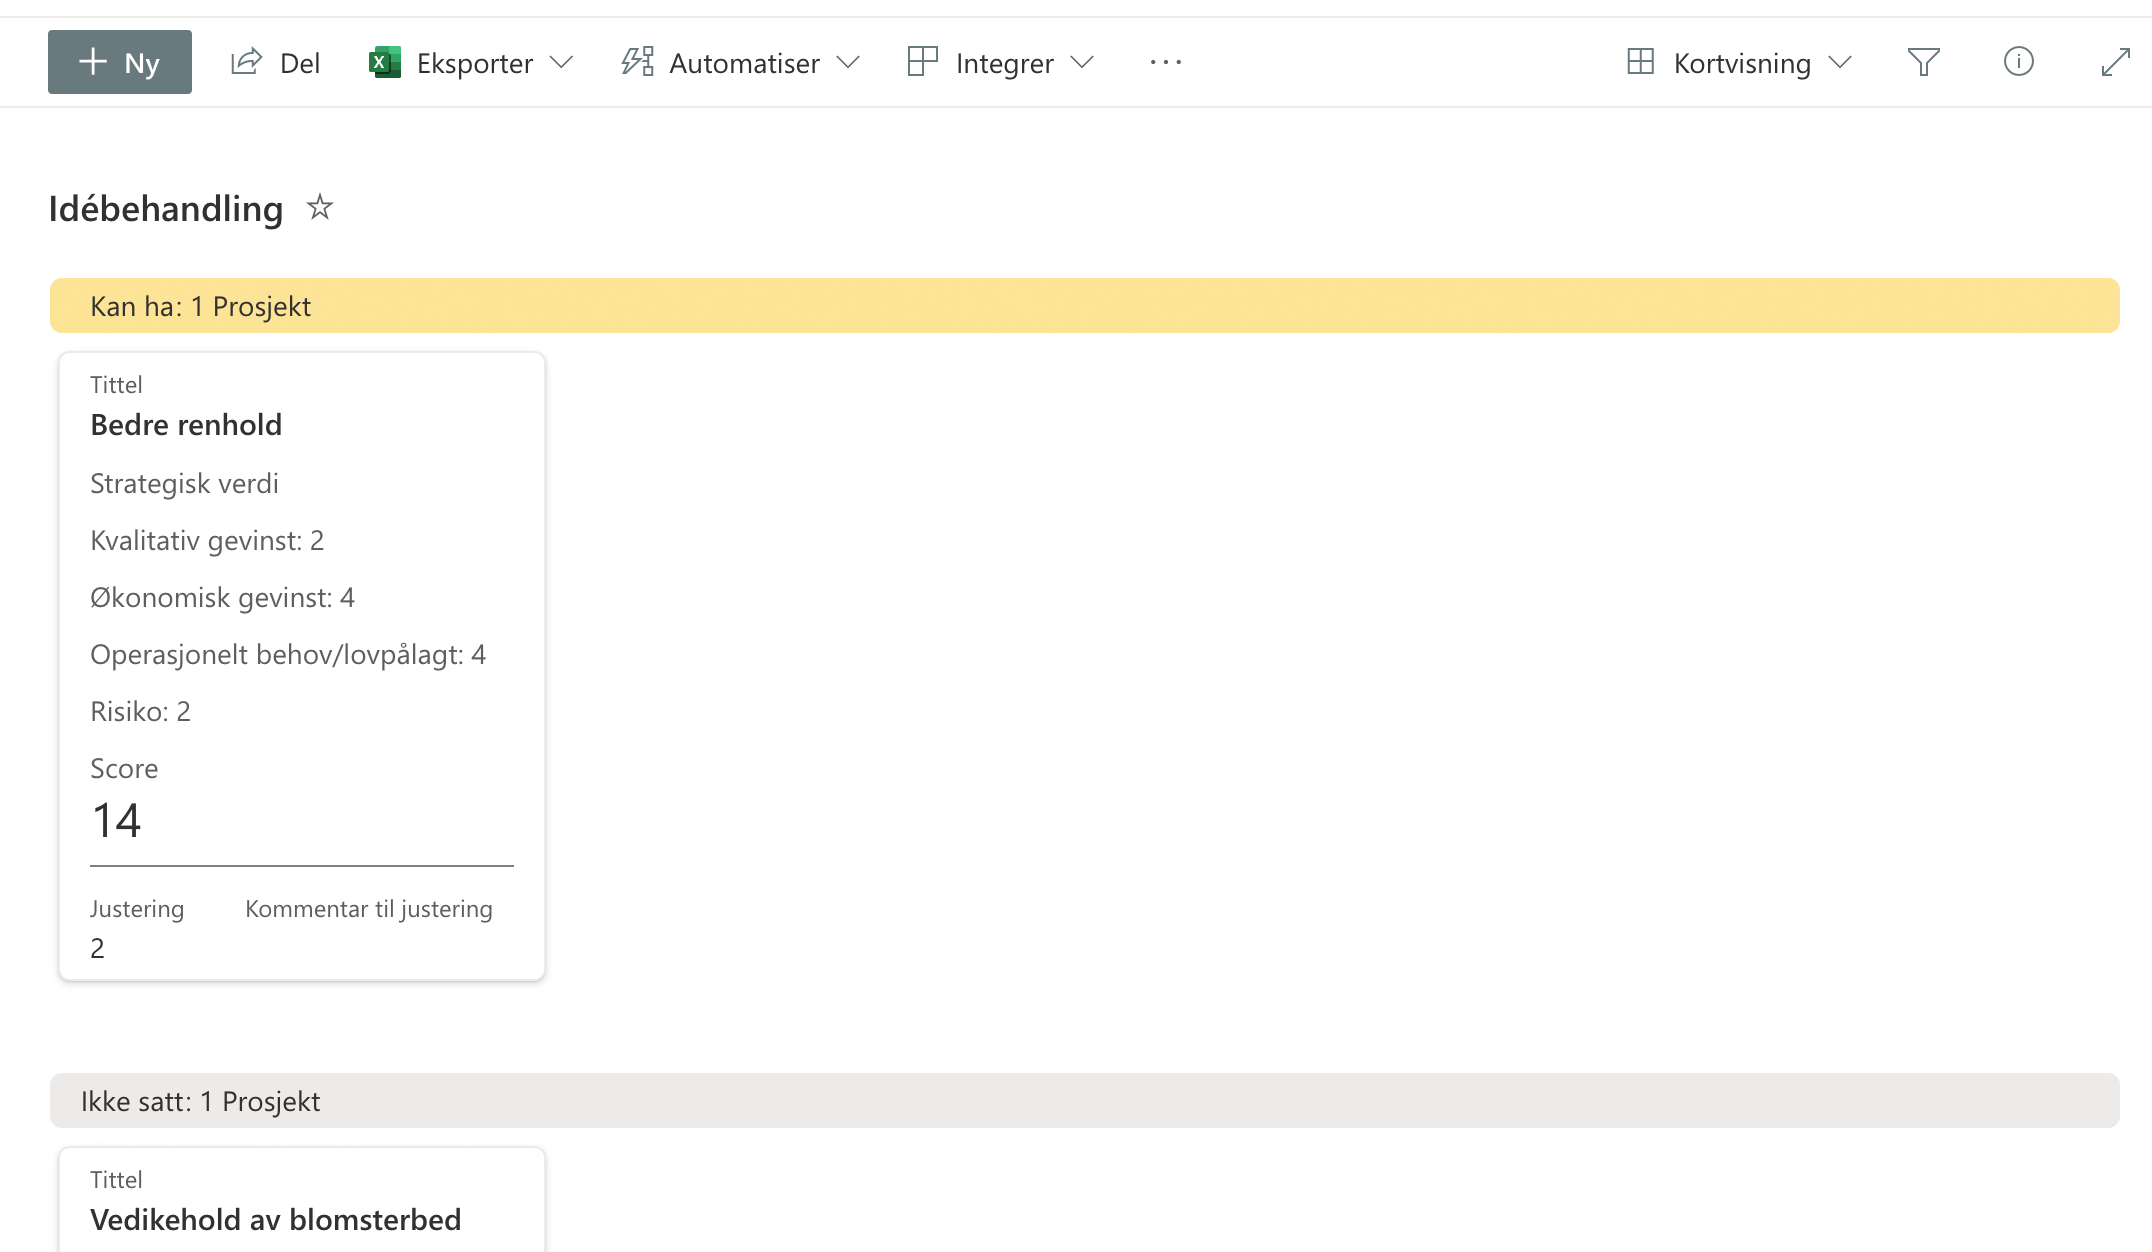 Ny Del Eksporter Automatiser Integrer ... Kortvisning
Idébehandling
Kan ha: 1 Prosjekt
Tittel
Bedre renhold
Strategisk verdi
Kvalitativ gevinst: 2
Økonomisk gevinst: 4
Operasjonelt behov/lovpålagt: 4
Risiko: 2
Score
14
Justering Kommentar til justering
2
Ikke satt: 1 Prosjekt
Tittel
Vedikehold av blomsterbed